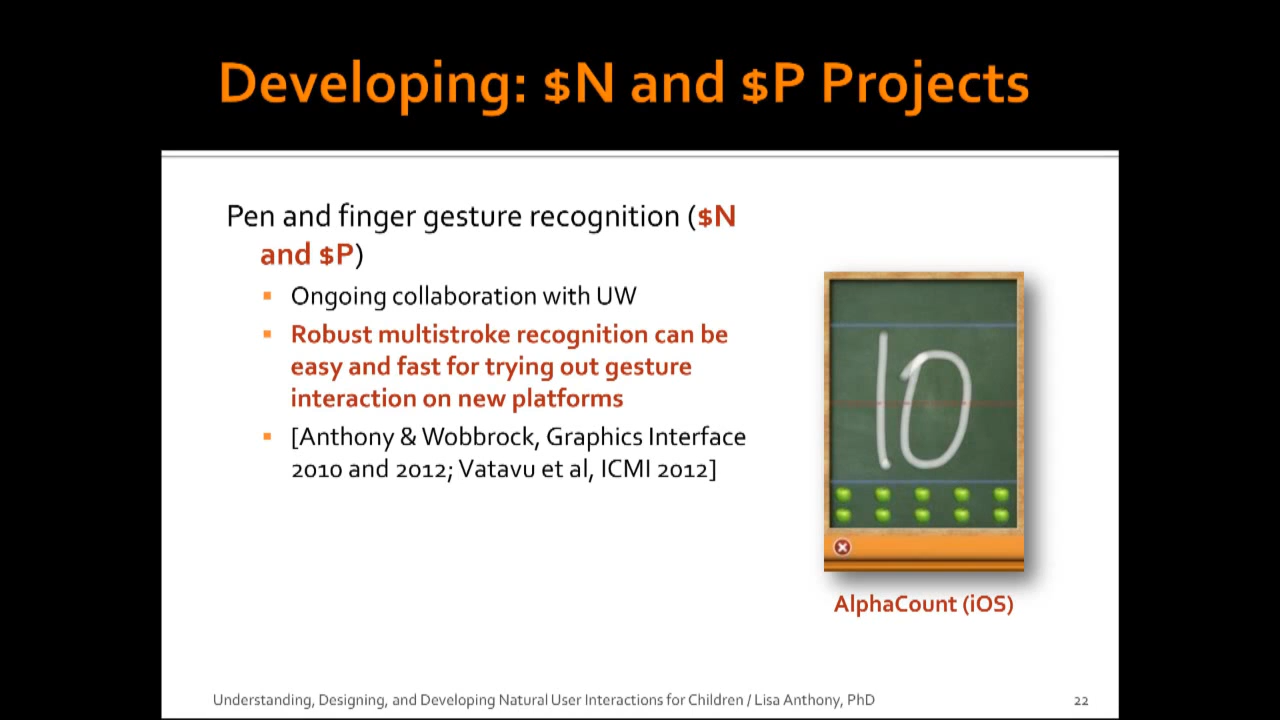 Developing: $N and $P Projects
Pen and finger gesture recognition ($N
and $P)
▪ Ongoing collaboration with UW
▪ Robust multistroke recognition can be
easy and fast for trying out gesture
interaction on new platforms
▪ [Anthony & Wobbrock, Graphics Interface
2010 and 2012; Vatavu et al, ICMI 2012]
10
AlphaCount (iOS)
Understanding, Designing, and Developing Natural User Interactions for Children / Lisa Anthony, PhD
22